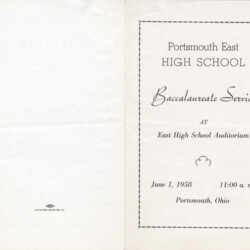 Portsmouth East
HIGH SCHOOL
Baccalaureate Servi
AT
East High School Auditorium
June 1, 1958 11:00 a.
Portsmouth, Ohio